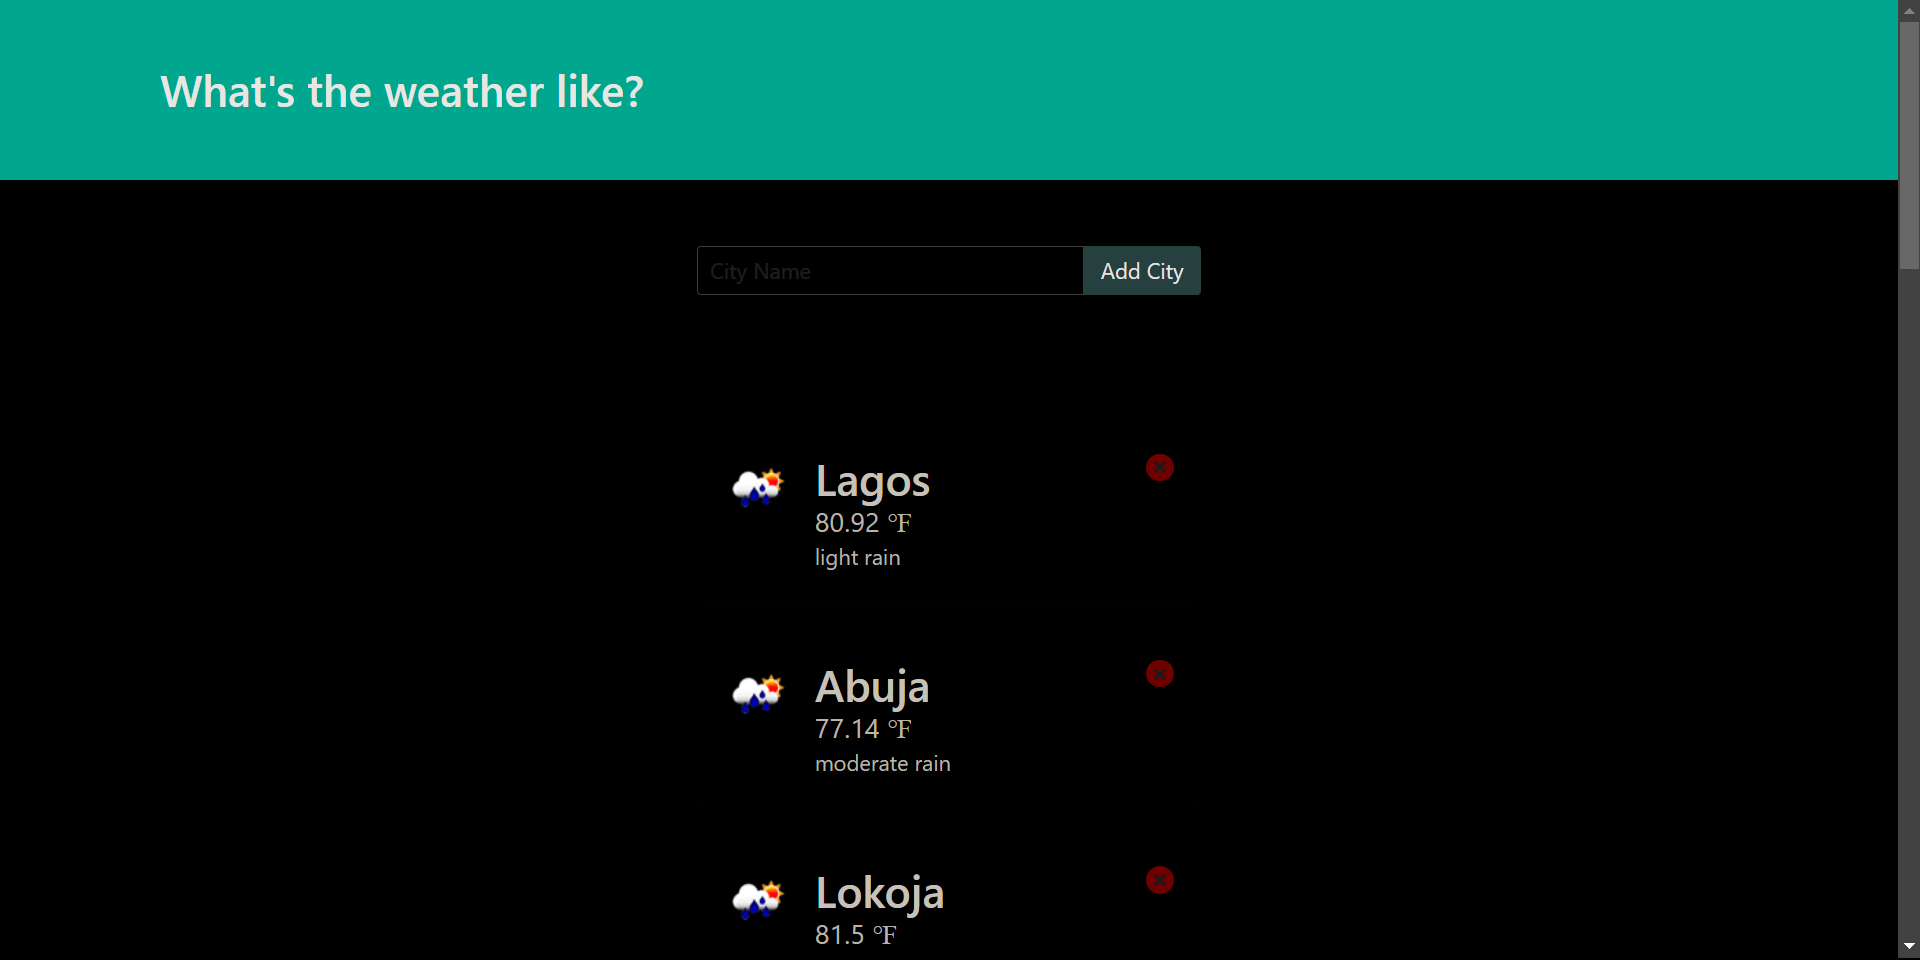 What's the weather like?
City Name
Add City
Lagos
80.92 °F
light rain
Abuja
77.14 °F
moderate rain
Lokoja
81.5 °F